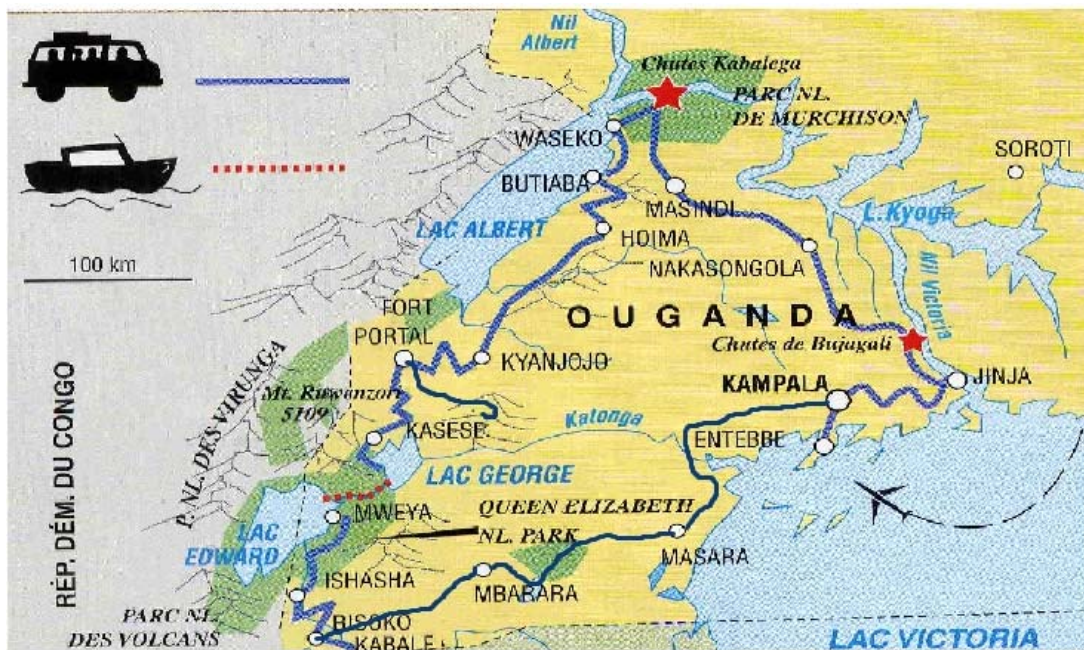 Nil
Albert
Chutes Kabalega
PARC NL.
DE MURCHISON
WASEKO
SOROTI
BUTIABA
MASINDI
L.Kyoga
LAC ALBERT
HOIMA
100 km
NAKASONGOLA
Nil Victoria
FORT
PORTAL
OUGANDA
Chutes de Bujagali
KYANJOJO
P. NL. DES VIRUNGA
Mt. Ruwenzori
5109
KAMPALA
JINJA
KASESE
Katonga
ENTEBBE
RÉP. DÉM. DU CONGO
LAC GEORGE
QUEEN ELIZABETH
NL. PARK
MWEYA
LAC
EDWARD
MASARA
ISHASHA
MBARARA
PARC NL.
DES VOLCANS
RISOKO
KABALE
LAC VICTORIA